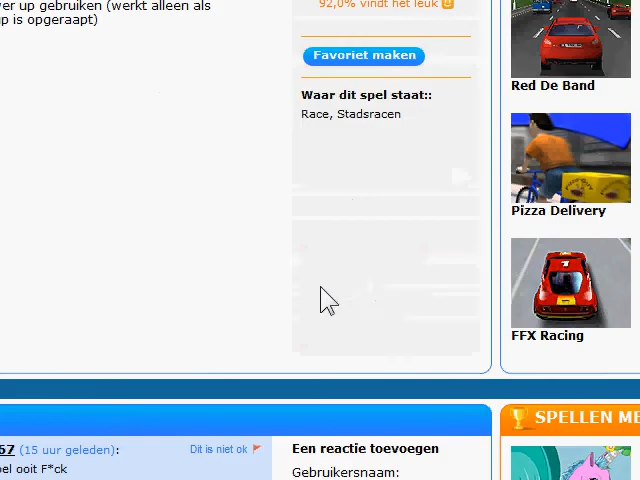 er up gebruiken (werkt alleen als
up is opgeraapt)
92,0% vindt het leuk
Favoriet maken
Waar dit spel staat::
Race, Stadsracen
Red De Band
Pizza Delivery
FFX Racing
57 (15 uur geleden):
Dit is niet ok
el ooit F*ck
Een reactie toevoegen
Gebruikersnaam:
SPELLEN ME